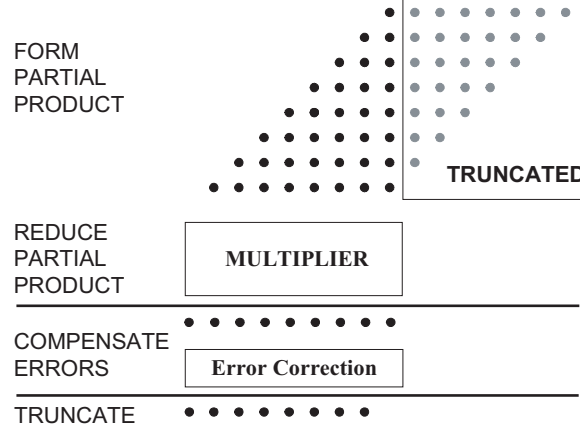 FORM
PARTIAL
PRODUCT
TRUNCATED
REDUCE
PARTIAL
PRODUCT
MULTIPLIER
COMPENSATE
ERRORS
Error Correction
TRUNCATE